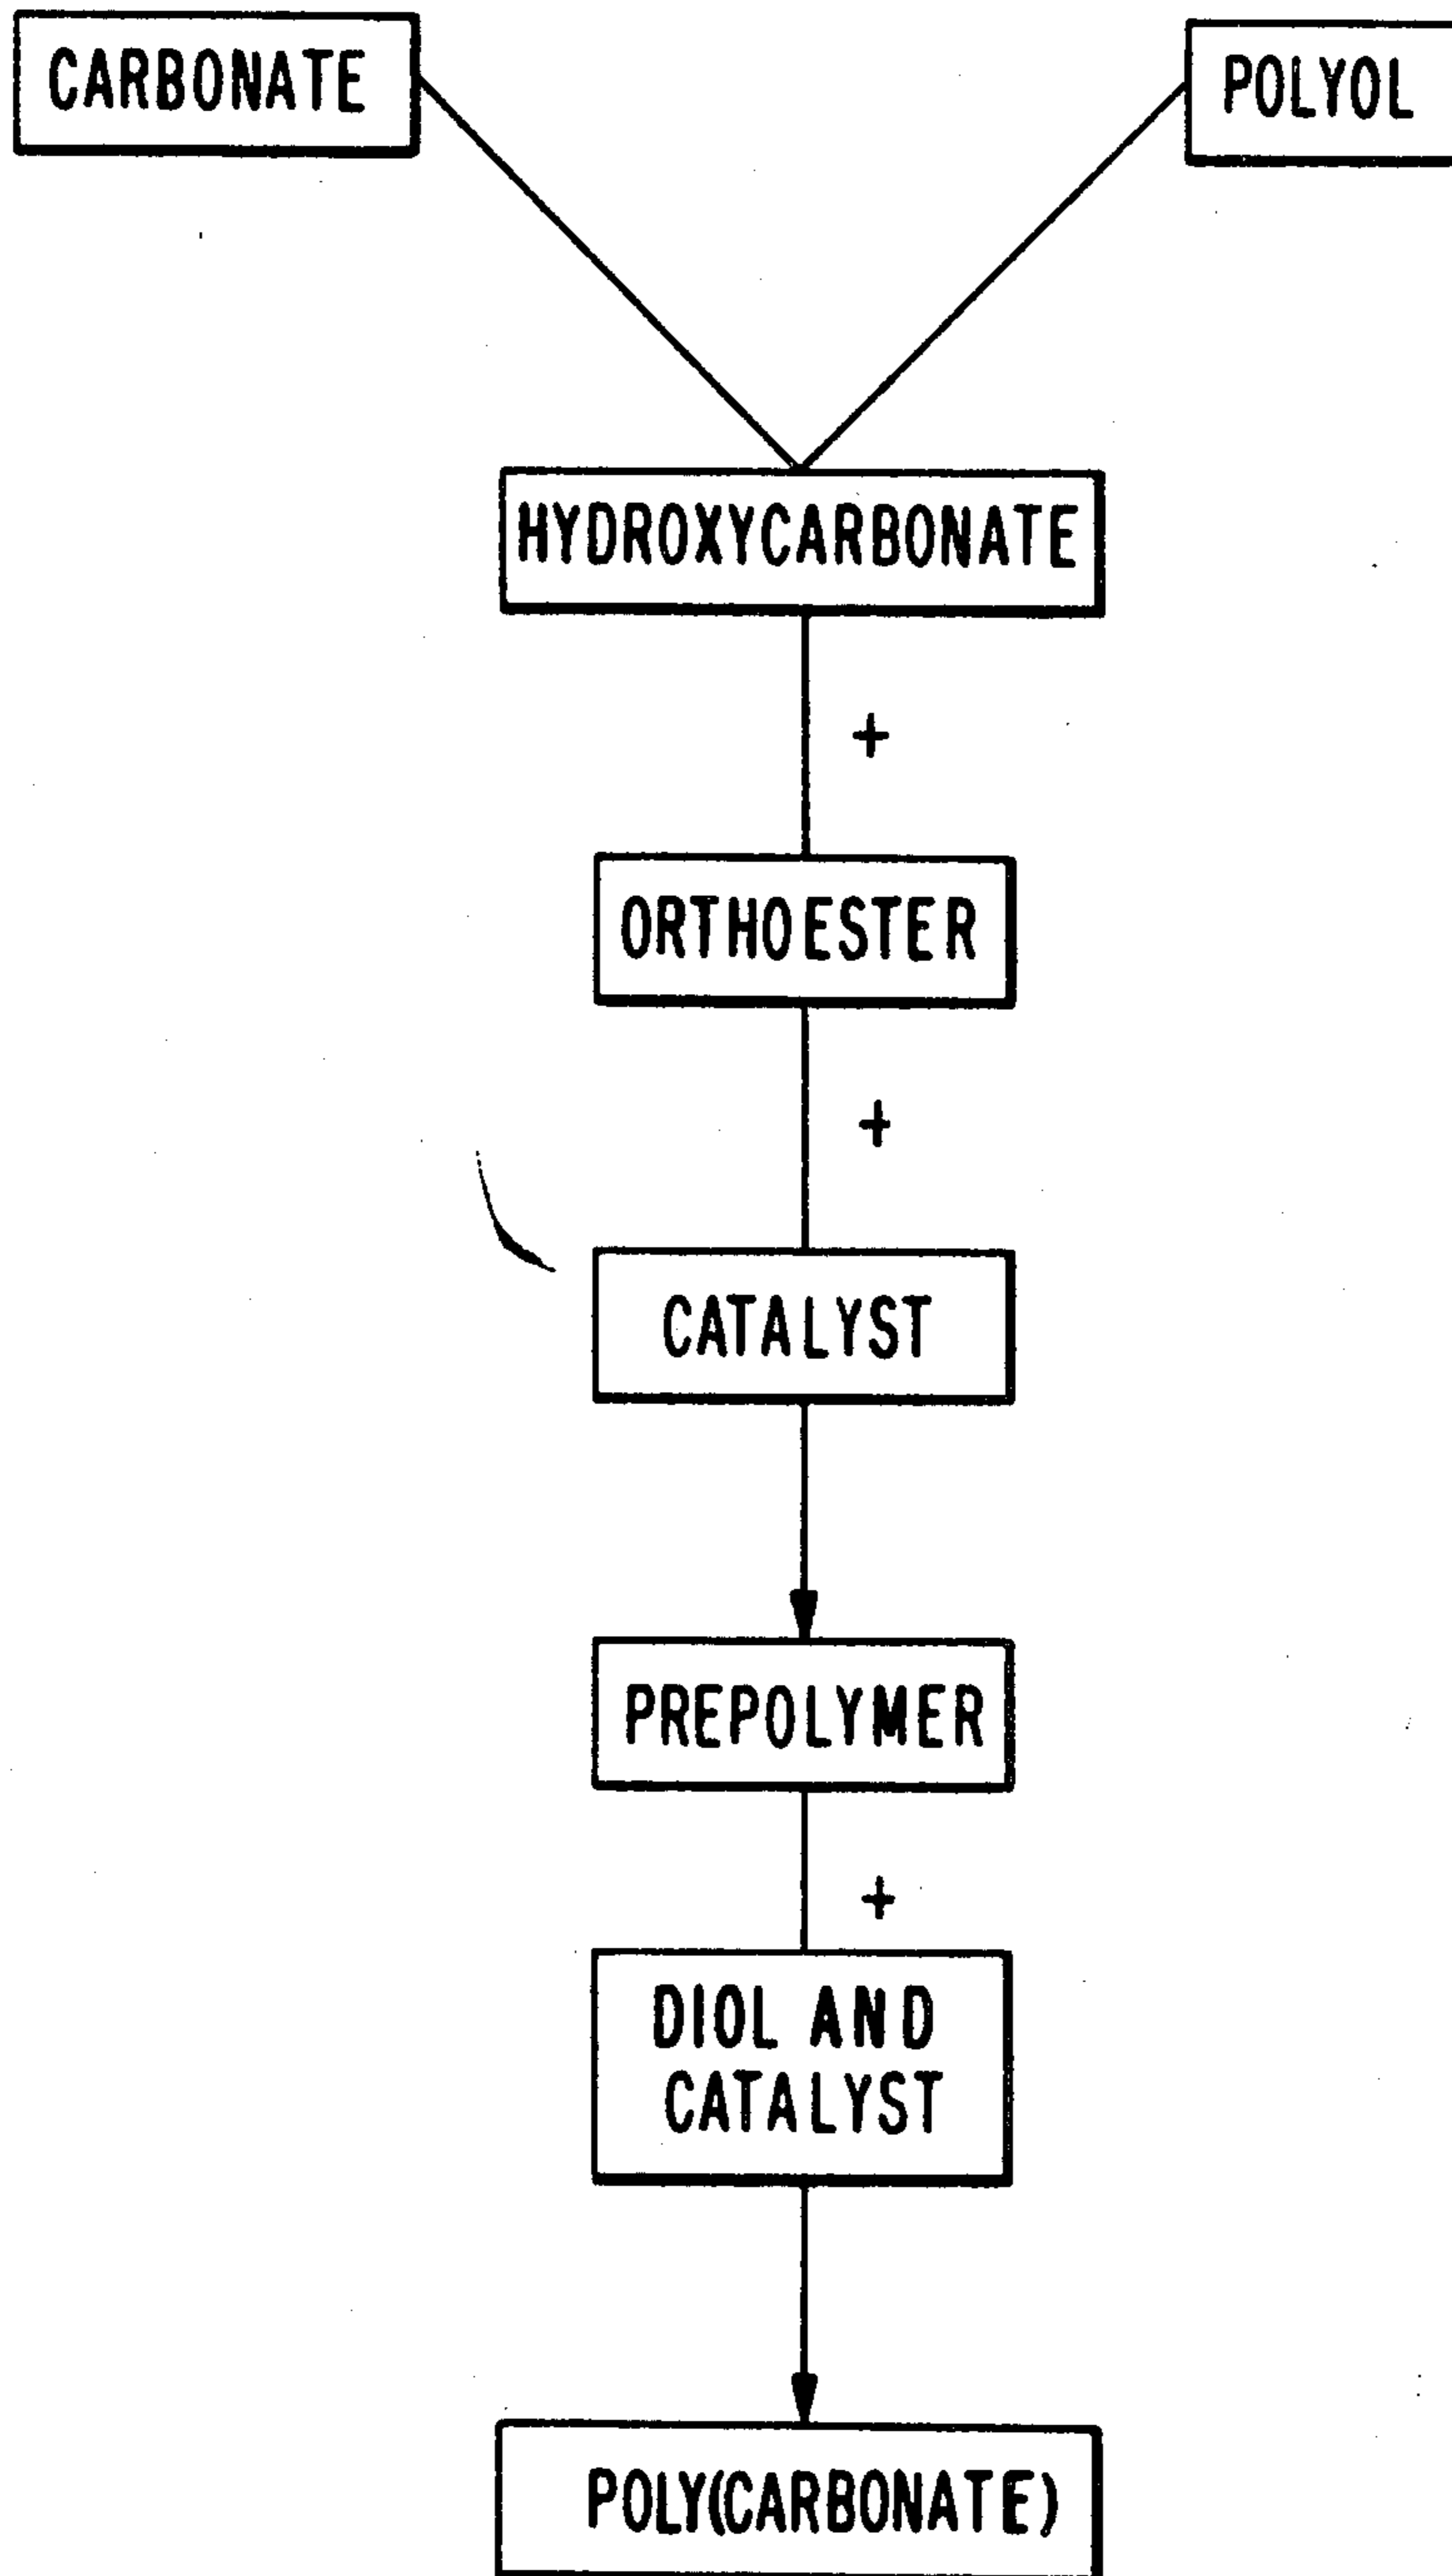 CARBONATE
POLYOL
HYDROXYCARBONATE
+
ORTHOESTER
+
CATALYST
PREPOLYMER
+
DIOL AND
CATALYST
POLY(CARBONATE)